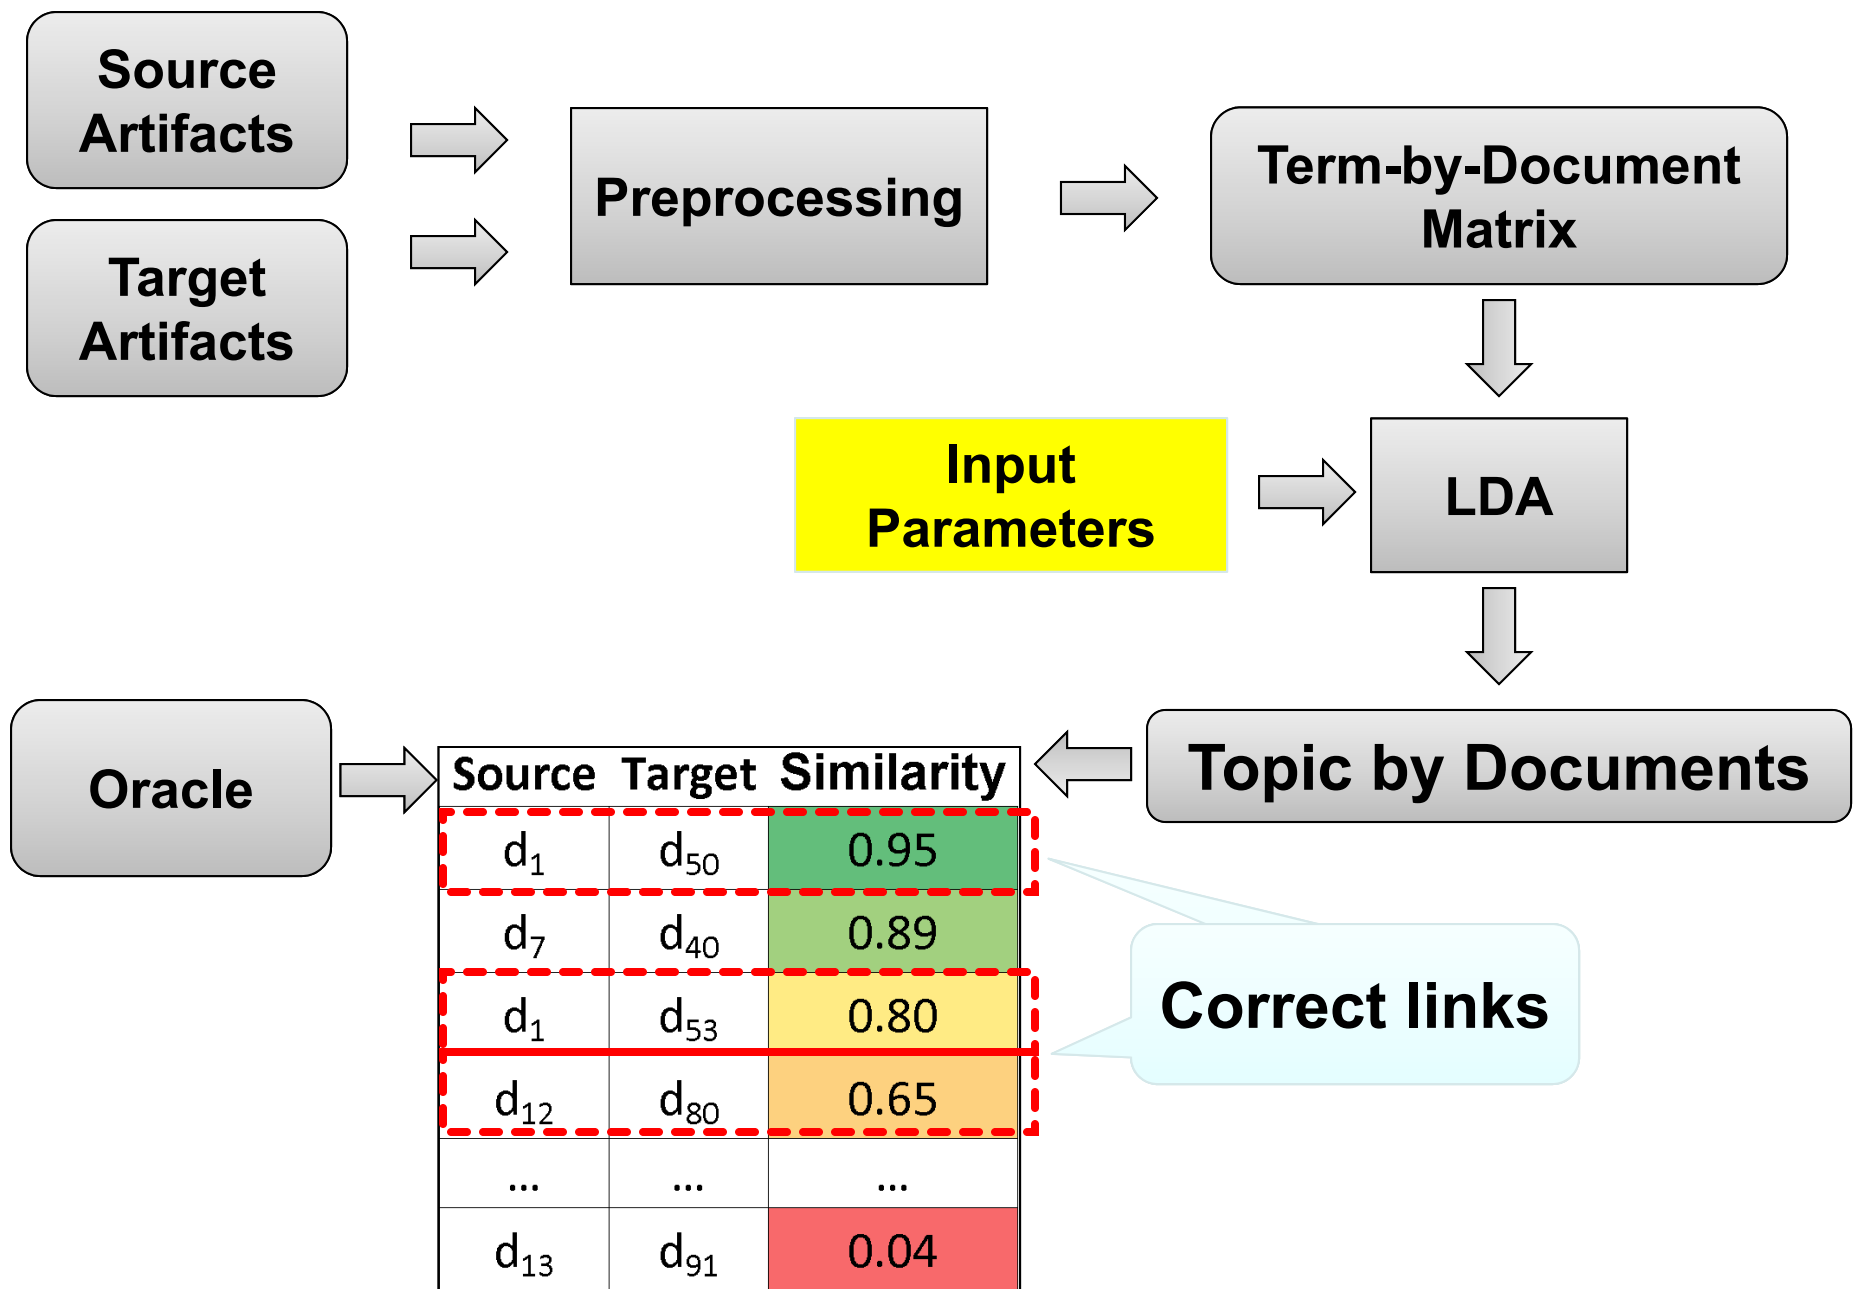 Source
Artifacts
Target
Artifacts
Preprocessing
Term-by-Document
Matrix
Input
Parameters
LDA
Topic by Documents
Oracle
Source Target Similarity
d1 d50 0.95
d7 d40 0.89
d1 d53 0.80
d12 d80 0.65
... ... ...
d13 d91 0.04
Correct links